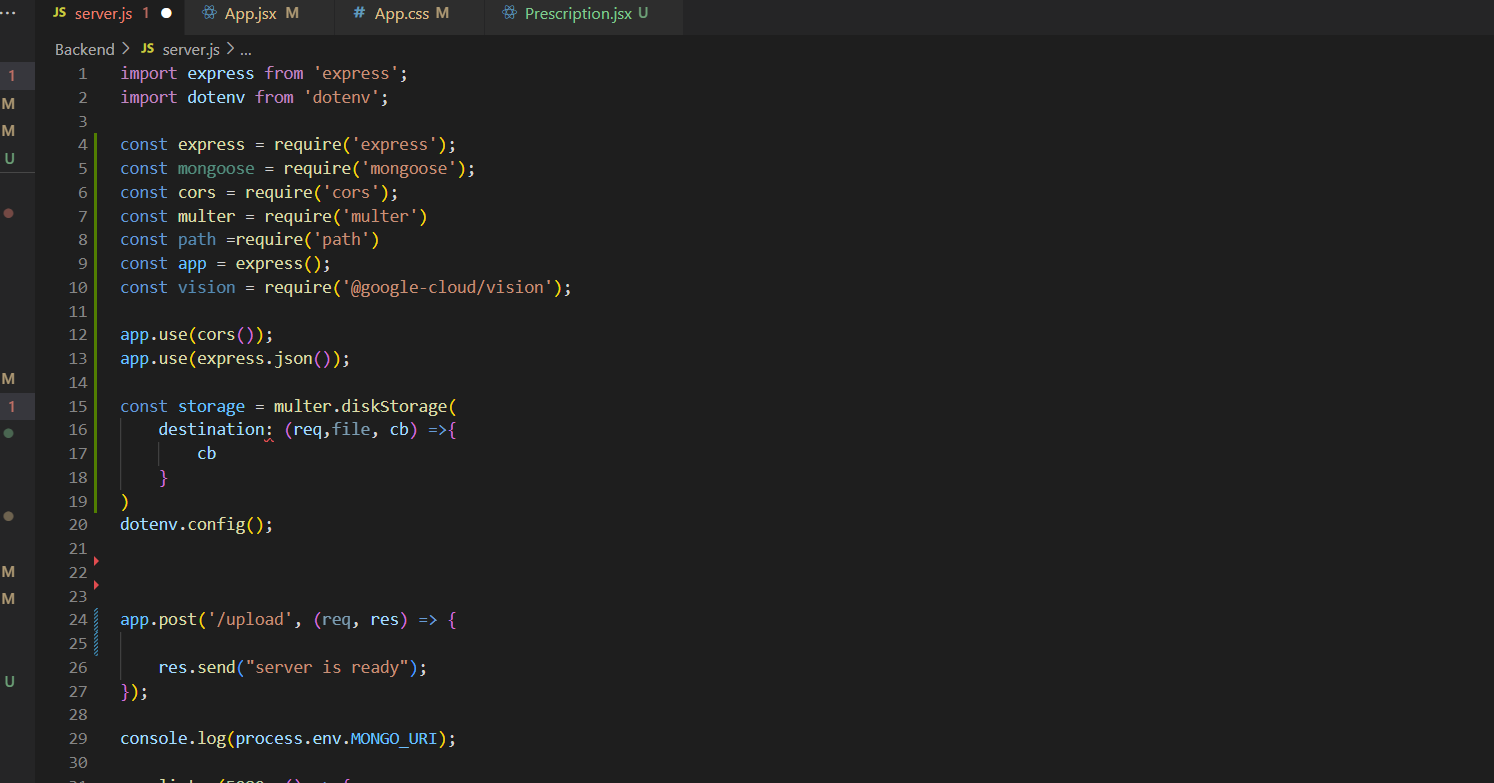 JS server.js 1 App.jsx M # App.css M Prescription.jsx U
Backend > JS server.js > ...
1 import express from 'express';
2 import dotenv from 'dotenv';
3
4 const express = require('express');
5 const mongoose = require('mongoose');
6 const cors = require('cors');
7 const multer = require('multer')
8 const path =require('path')
9 const app = express();
10 const vision = require('@google-cloud/vision');
11
12 app.use(cors());
13 app.use(express.json());
14
15 const storage = multer.diskStorage(
16 destination: (req,file, cb) =>{
17 cb
18 }
19 )
20 dotenv.config();
21
22
23
24 app.post('/upload', (req, res) => {
25
26 res.send("server is ready");
27 });
28
29 console.log(process.env.MONGO_URI);
30
1
M
M
U
M
1
M
M
U